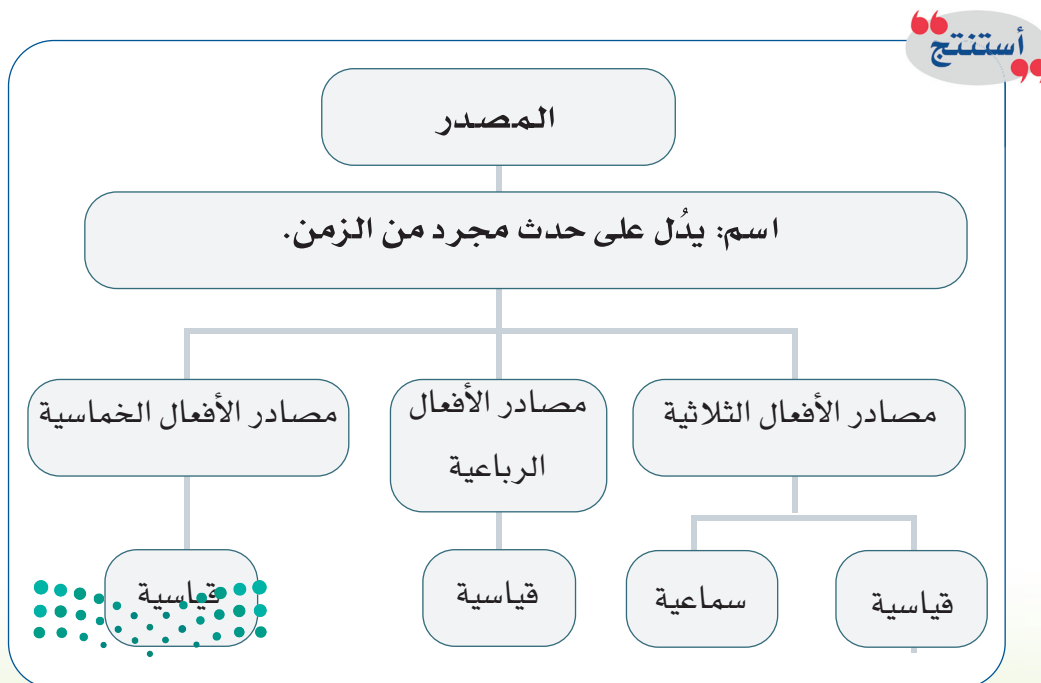 أستنتج
المصدر
اسم: يدُل على حدث مجرد من الزمن.
مصادر الأفعال الثلاثية
مصادر الأفعال
الرباعية
مصادر الأفعال الخماسية
قياسية
سماعية
قياسية
قياسية